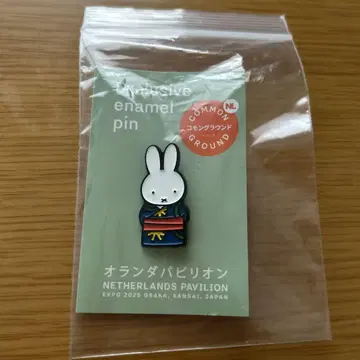 exclusive
enamel
pin
NL
COMMON
コモングラウンド
GROUND
オランダパビリオン
NETHERLANDS PAVILION
EXPO 2025 OSAKA, KANSAI, JAPAN